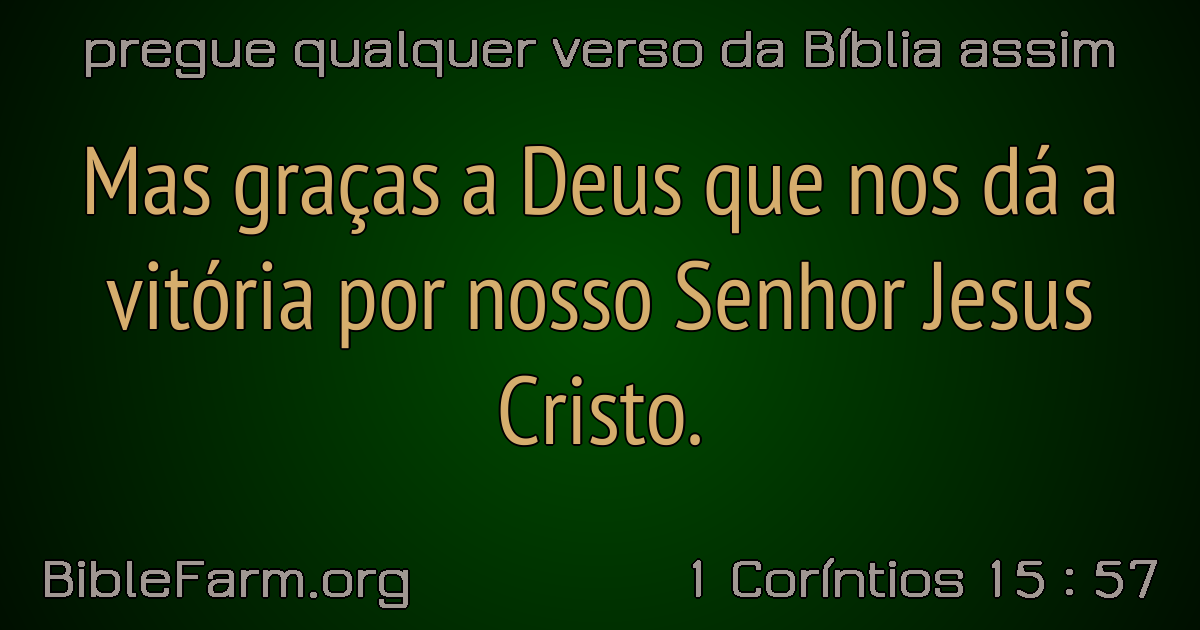 pregue qualquer verso da Bíblia assim
Mas graças a Deus que nos dá a
vitória por nosso Senhor Jesus
Cristo.
BibleFarm.org
1 Coríntios 15 : 57